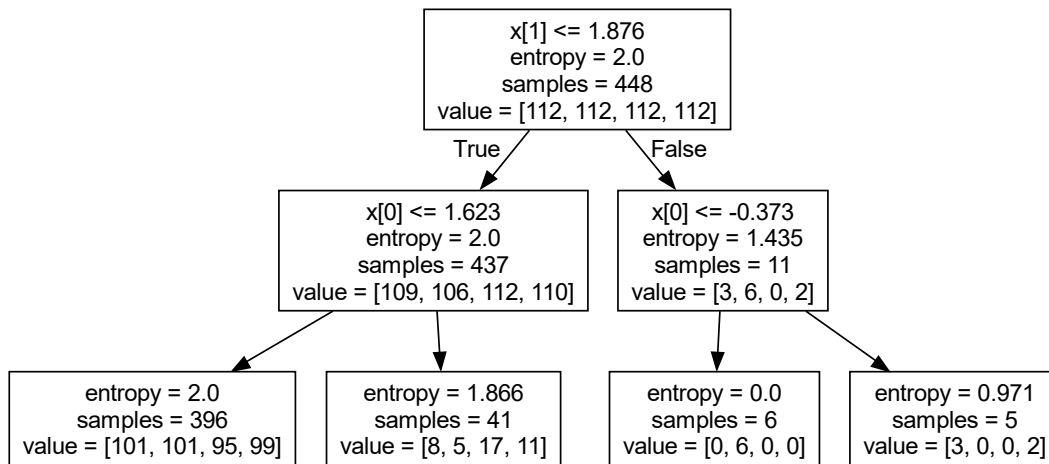 x[1] <= 1.876
entropy = 2.0
samples = 448
value = [112, 112, 112, 112]
True
False
x[0] <= 1.623
entropy = 2.0
samples = 437
value = [109, 106, 112, 110]
x[0] <= -0.373
entropy = 1.435
samples = 11
value = [3, 6, 0, 2]
entropy = 2.0
samples = 396
value = [101, 101, 95, 99]
entropy = 1.866
samples = 41
value = [8, 5, 17, 11]
entropy = 0.0
samples = 6
value = [0, 6, 0, 0]
entropy = 0.971
samples = 5
value = [3, 0, 0, 2]